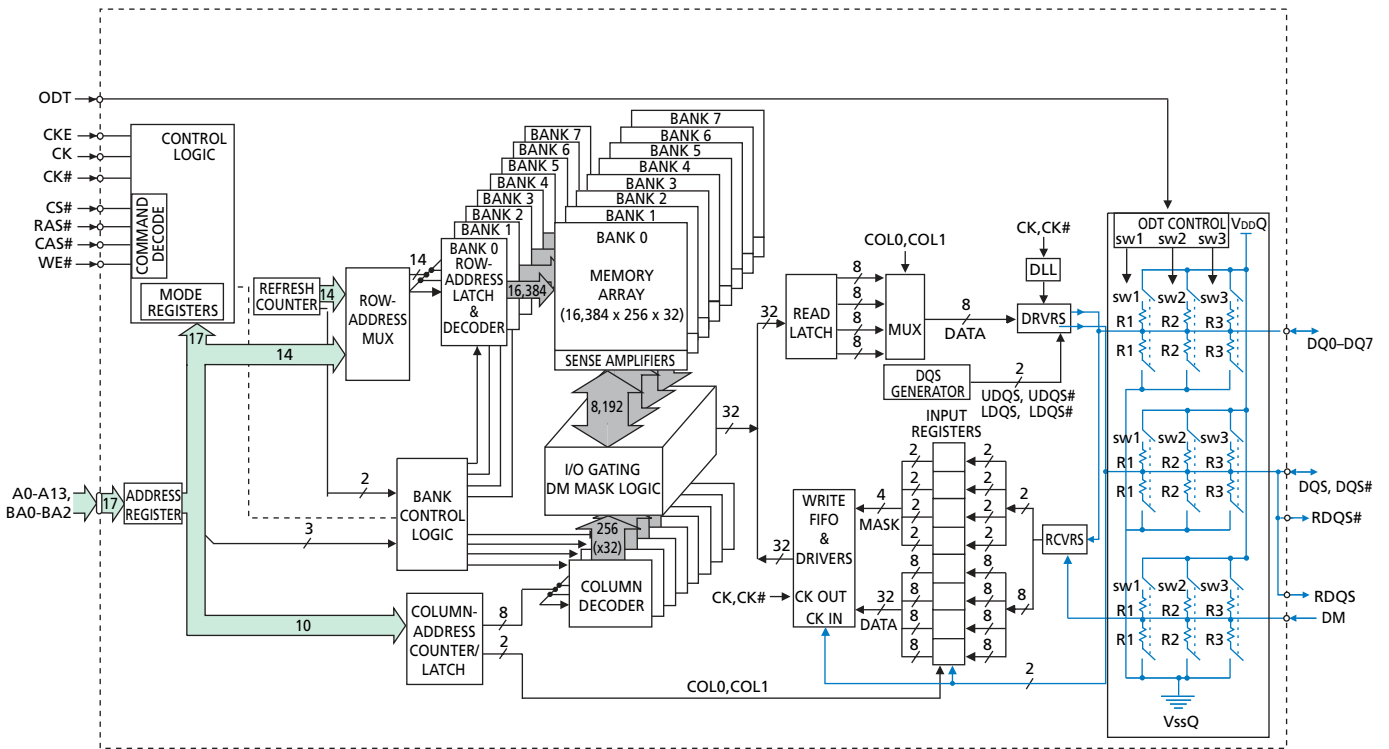 ODT
CKE
CK
CK#
CS#
RAS#
CAS#
WE#
CONTROL
LOGIC
COMMAND
DECODE
MODE
REGISTERS
17
REFRESH
COUNTER
14
14
ROW-
ADDRESS
MUX
14
BANK 7
BANK 6
BANK 5
BANK 4
BANK 3
BANK 2
BANK 1
BANK 0
ROW-
ADDRESS
LATCH
&
DECODER
16,384
BANK 7
BANK 6
BANK 5
BANK 4
BANK 3
BANK 2
BANK 1
BANK 0
MEMORY
ARRAY
(16,384 x 256 x 32)
SENSE AMPLIFIERS
8,192
I/O GATING
DM MASK LOGIC
32
256
(x32)
COLUMN
DECODER
A0-A13,
BA0-BA2
17
ADDRESS
REGISTER
2
3
BANK
CONTROL
LOGIC
10
COLUMN-
ADDRESS
COUNTER/
LATCH
8
2
COL0,COL1
32
READ
LATCH
8
8
8
8
COL0,COL1
MUX
8
DATA
CK,CK#
DLL
DRVRS
DQS
GENERATOR
2
UDQS, UDQS#
LDQS, LDQS#
INPUT
REGISTERS
2
2
2
2
2
2
2
2
2
4
MASK
32
WRITE
FIFO
&
DRIVERS
CK OUT
CK IN
CK,CK#
32
DATA
8
8
8
8
8
8
8
8
8
RCVRS
2
ODT CONTROL
VDDQ
sw1
sw2
sw3
sw1
sw2
sw3
R1
R2
R3
R1
R2
R3
sw1
sw2
sw3
R1
R2
R3
R1
R2
R3
sw1
sw2
sw3
R1
R2
R3
R1
R2
R3
VssQ
DQ0–DQ7
DQS, DQS#
RDQS#
RDQS
DM